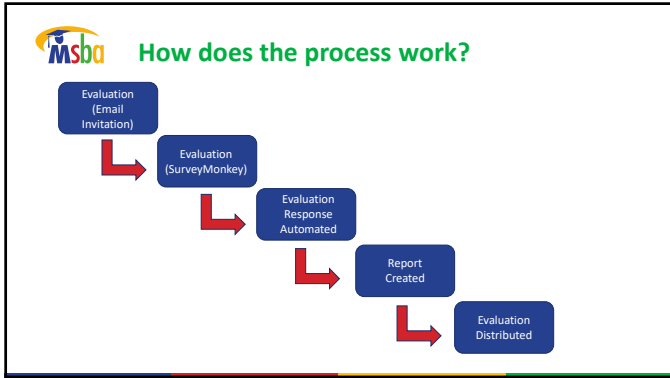 msba
How does the process work?
Evaluation
(Email
Invitation)
Evaluation
(SurveyMonkey)
Evaluation
Response
Automated
Report
Created
Evaluation
Distributed